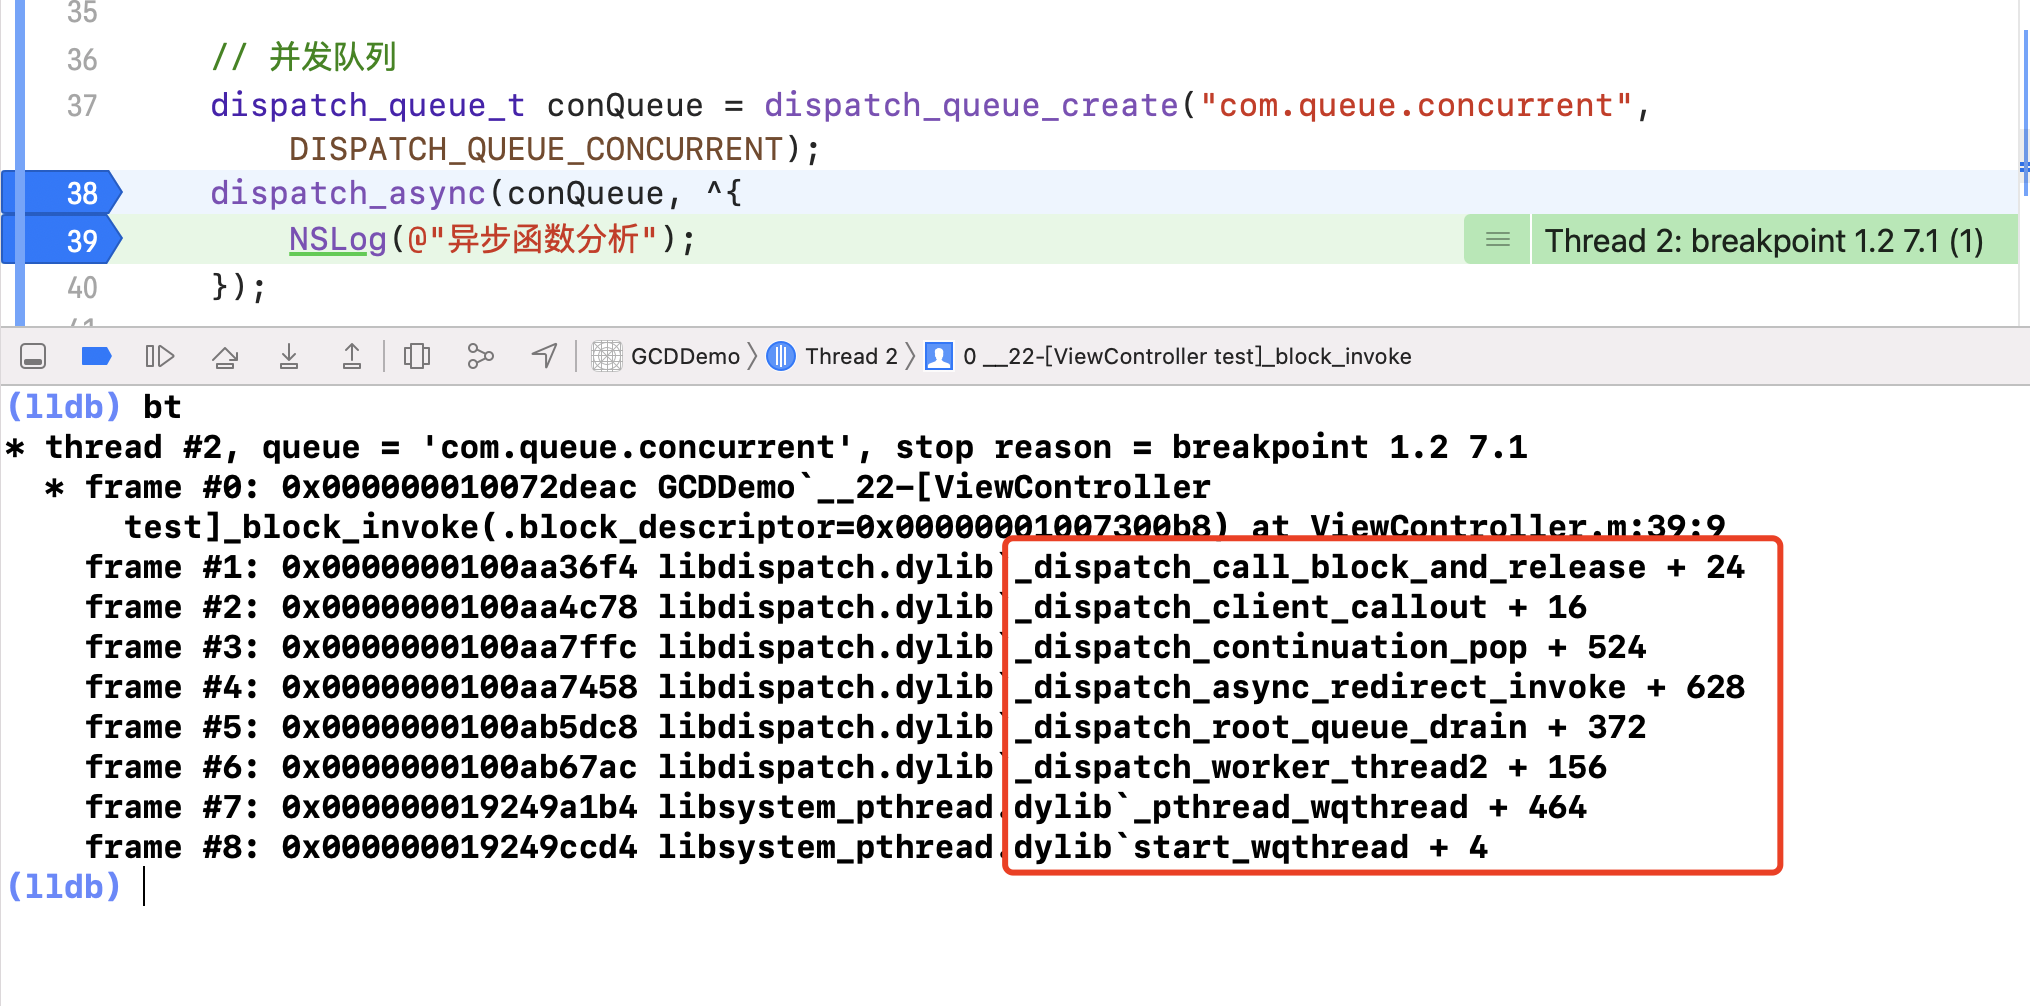 35
36 // 并发队列
37 dispatch_queue_t conQueue = dispatch_queue_create("com.queue.concurrent",
DISPATCH_QUEUE_CONCURRENT);
38 dispatch_async(conQueue, ^{
39 NSLog(@"异步函数分析"); Thread 2: breakpoint 1.2 7.1 (1)
40 });
41
GCDDemo Thread 2 0 __22-[ViewController test]_block_invoke
(lldb) bt
* thread #2, queue = 'com.queue.concurrent', stop reason = breakpoint 1.2 7.1
* frame #0: 0x000000010072deac GCDDemo`__22-[ViewController
test]_block_invoke(.block_descriptor=0x00000001007300b8) at ViewController.m:39:9
frame #1: 0x0000000100aa36f4 libdispatch.dylib`_dispatch_call_block_and_release + 24
frame #2: 0x0000000100aa4c78 libdispatch.dylib`_dispatch_client_callout + 16
frame #3: 0x0000000100aa7ffc libdispatch.dylib`_dispatch_continuation_pop + 524
frame #4: 0x0000000100aa7458 libdispatch.dylib`_dispatch_async_redirect_invoke + 628
frame #5: 0x0000000100ab5dc8 libdispatch.dylib`_dispatch_root_queue_drain + 372
frame #6: 0x0000000100ab67ac libdispatch.dylib`_dispatch_worker_thread2 + 156
frame #7: 0x000000019249a1b4 libsystem_pthread.dylib`_pthread_wqthread + 464
frame #8: 0x000000019249ccd4 libsystem_pthread.dylib`start_wqthread + 4
(lldb)